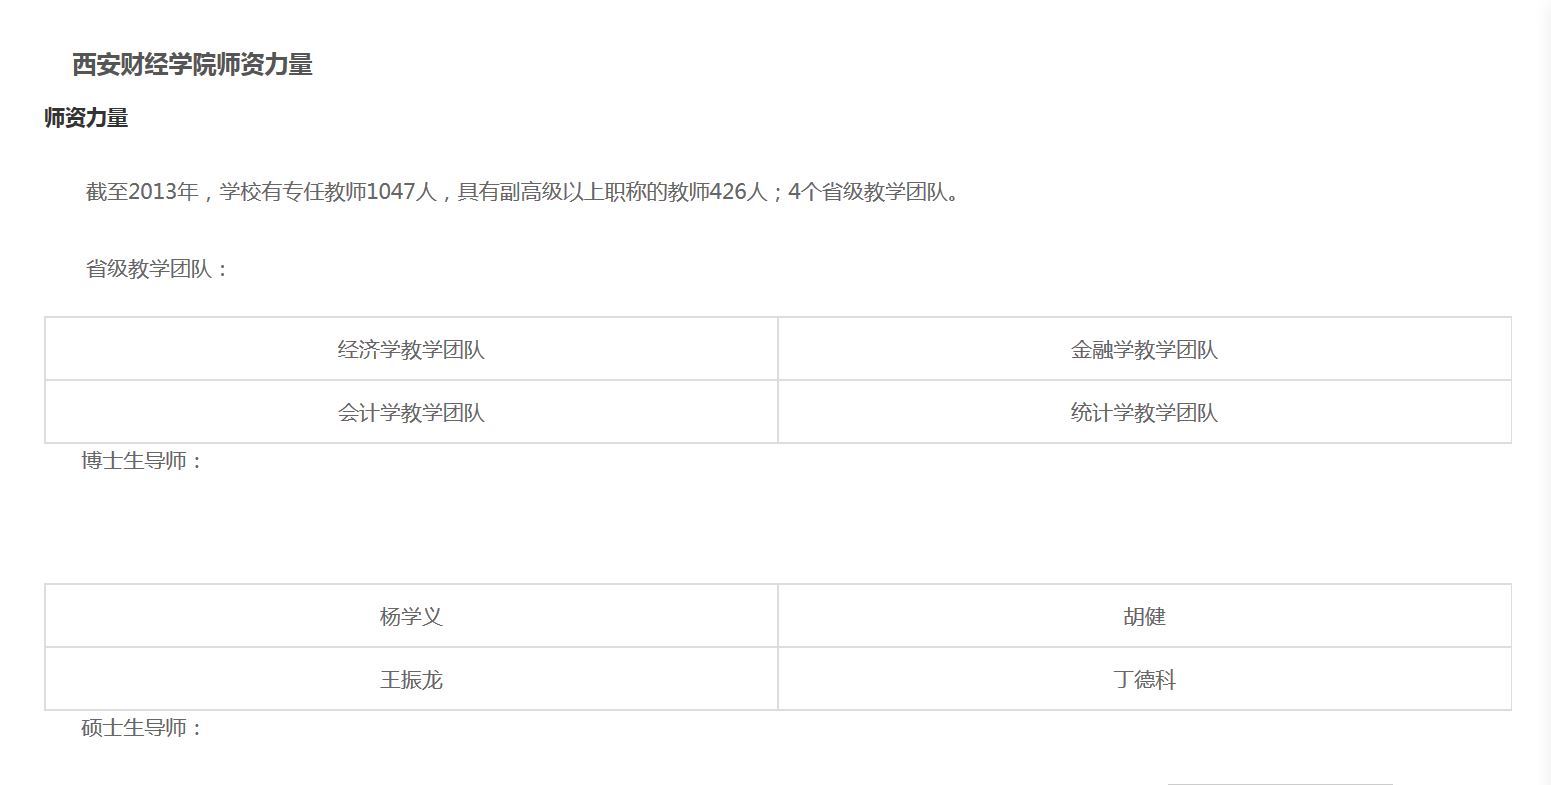 西安财经学院师资力量
师资力量
截至2013年，学校有专任教师1047人，具有副高级以上职称的教师426人；4个省级教学团队。
省级教学团队：
经济学教学团队 金融学教学团队
会计学教学团队 统计学教学团队
博士生导师：
杨学义 胡健
王振龙 丁德科
硕士生导师：